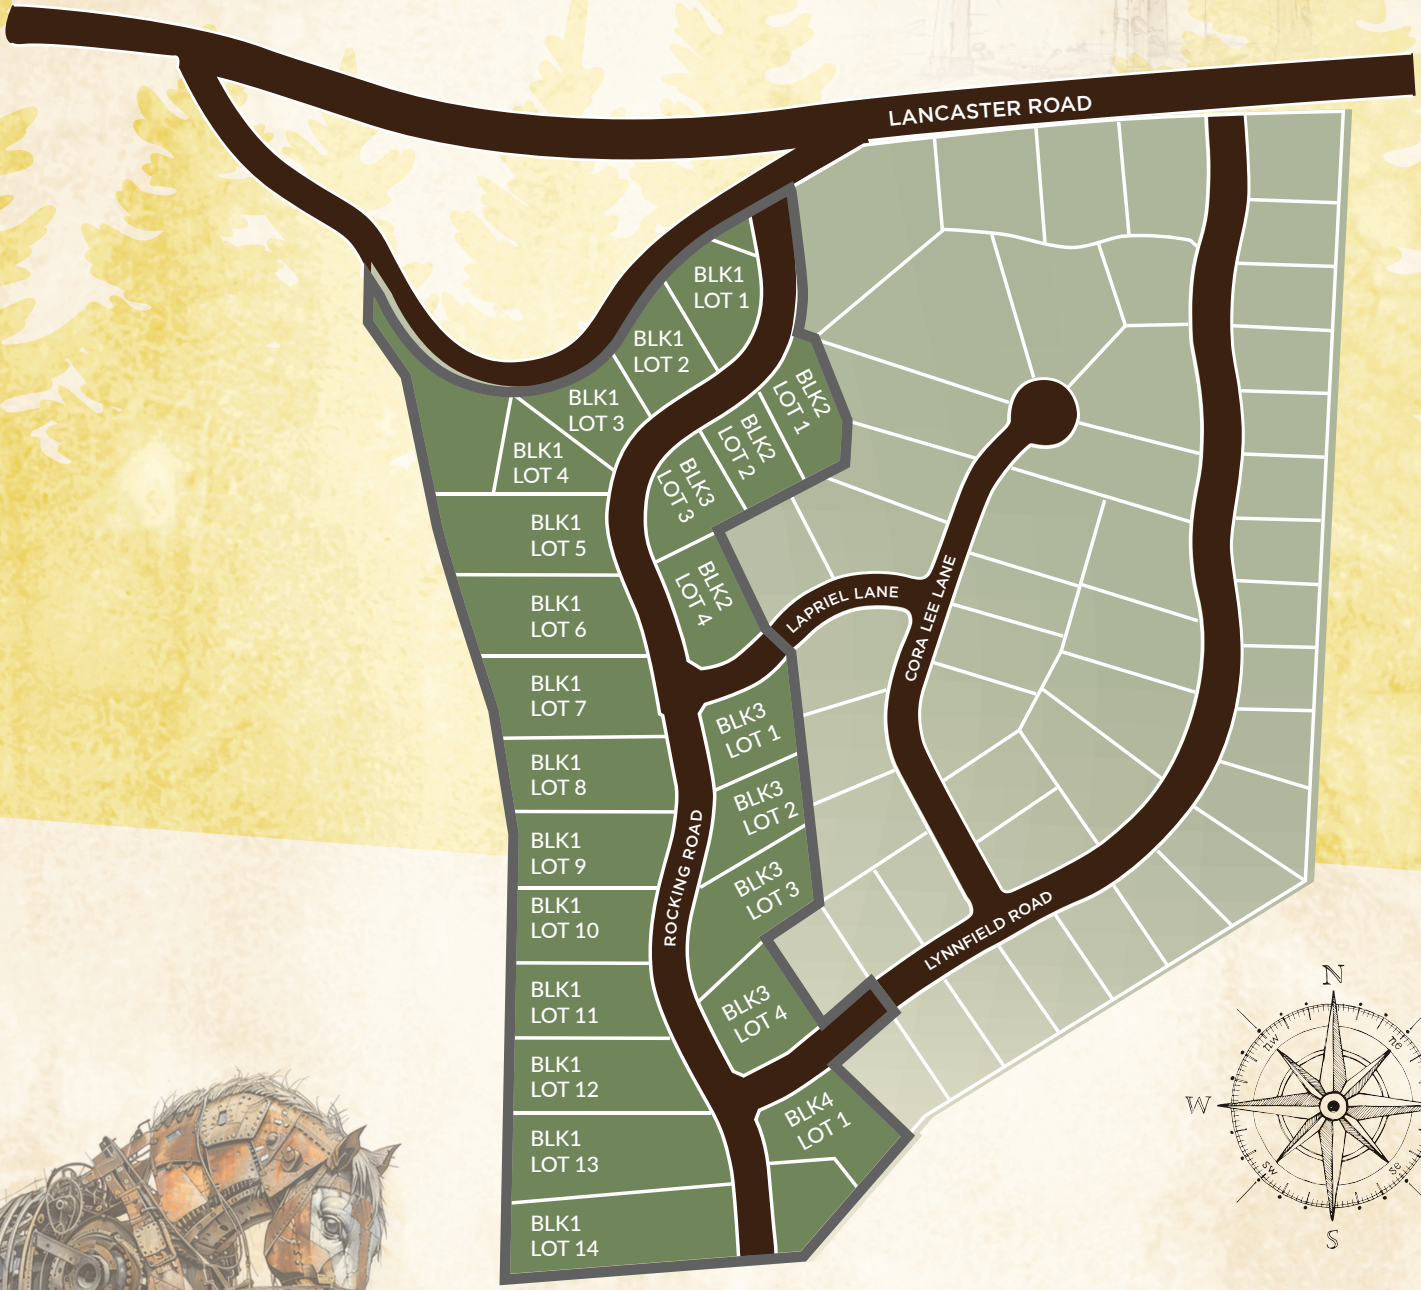 LANCASTER ROAD
BLK1
LOT 1
BLK1
LOT 2
BLK1
LOT 3
BLK1
LOT 4
BLK2
LOT 1
BLK2
LOT 2
BLK3
LOT 3
BLK1
LOT 5
BLK2
LOT 4
BLK1
LOT 6
LAPRIEL LANE
CORA LEE LANE
BLK1
LOT 7
BLK3
LOT 1
BLK1
LOT 8
BLK3
LOT 2
ROCKING ROAD
BLK1
LOT 9
BLK3
LOT 3
BLK1
LOT 10
LYNNFIELD ROAD
BLK1
LOT 11
BLK3
LOT 4
BLK1
LOT 12
BLK4
LOT 1
BLK1
LOT 13
BLK1
LOT 14
N
nw
ne
W
sw
se
S